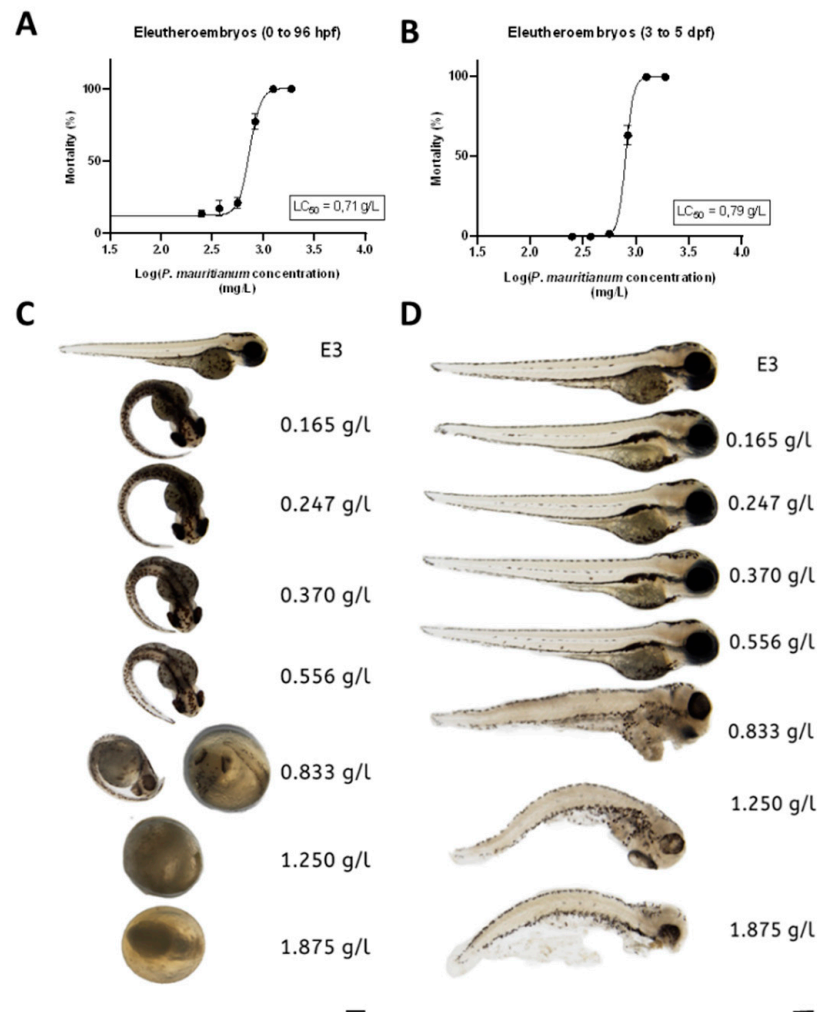 A
Eleutheroembryos (0 to 96 hpf)
100
50
0
Mortality (%)
1.5 2.0 2.5 3.0 3.5 4.0
LC50 = 0,71 g/L
Log(P. mauritianum concentration)
(mg/L)
B
Eleutheroembryos (3 to 5 dpf)
100
50
0
Mortality (%)
1.5 2.0 2.5 3.0 3.5 4.0
LC50 = 0,79 g/L
Log(P. mauritianum concentration)
(mg/L)
C
E3
0.165 g/l
0.247 g/l
0.370 g/l
0.556 g/l
0.833 g/l
1.250 g/l
1.875 g/l
D
E3
0.165 g/l
0.247 g/l
0.370 g/l
0.556 g/l
0.833 g/l
1.250 g/l
1.875 g/l